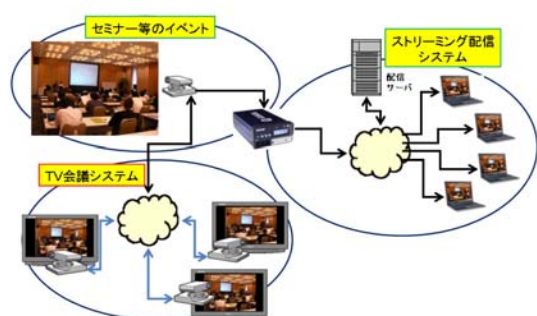 セミナー等のイベント
ストリーミング配信
システム
配信
サーバ
TV会議システム